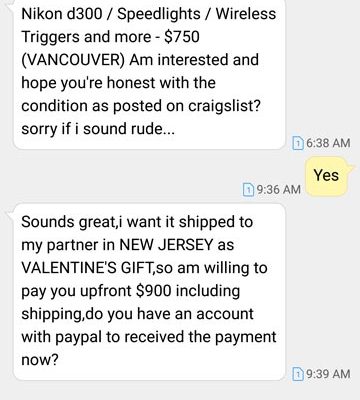 Nikon d300 / Speedlights / Wireless
Triggers and more - $750
(VANCOUVER) Am interested and
hope you're honest with the
condition as posted on craigslist?
sorry if i sound rude...
1 6:38 AM
Yes
1 9:36 AM
Sounds great,i want it shipped to
my partner in NEW JERSEY as
VALENTINE'S GIFT,so am willing to
pay you upfront $900 including
shipping,do you have an account
with paypal to received the payment
now?
1 9:39 AM